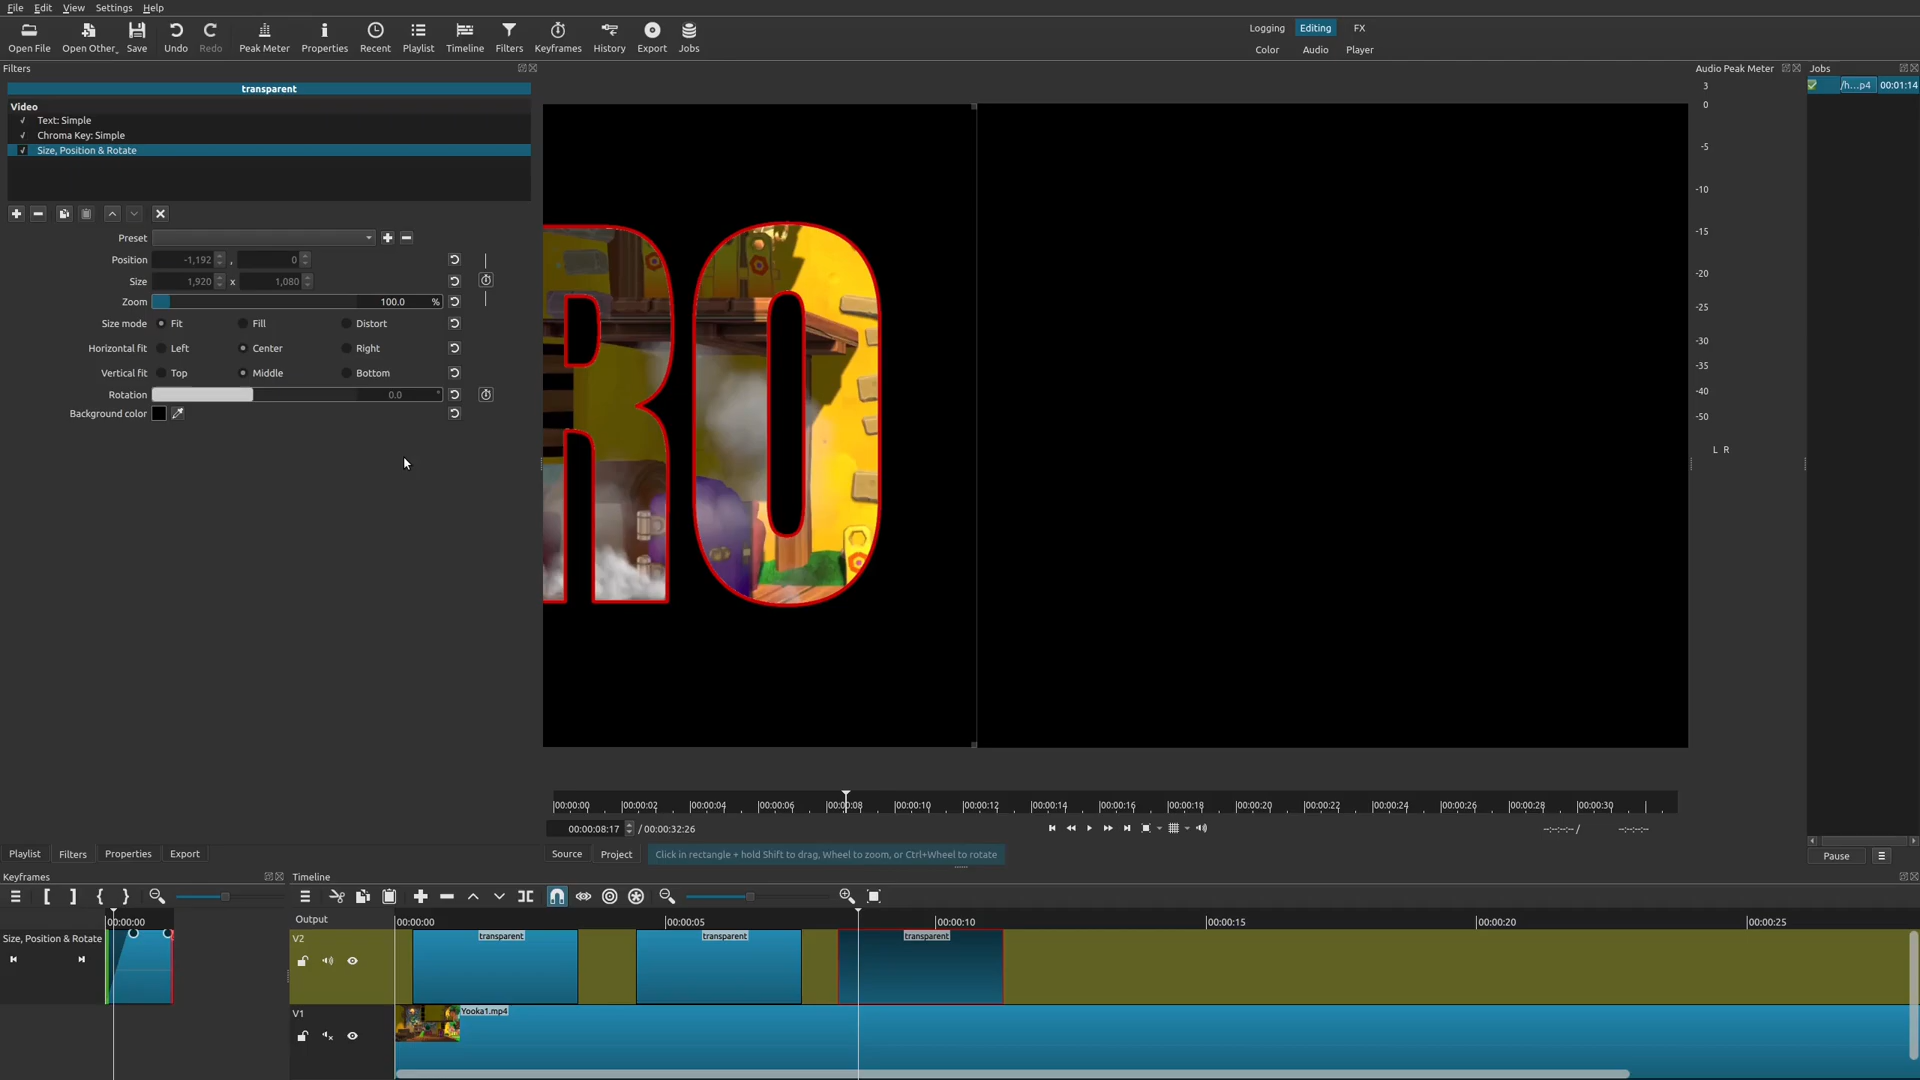 File Edit View Settings Help
Open File Open Other Save Undo Redo Peak Meter Properties Recent Playlist Timeline Filters Keyframes History Export Jobs
Logging Editing FX
Color Audio Player
Filters
transparent
Video
✓ Text: Simple
✓ Chroma Key: Simple
✓ Size, Position & Rotate
Preset
Position -1,192 , 0
Size 1,920 x 1,080
Zoom 100.0 %
Size mode Fit Fill Distort
Horizontal fit Left Center Right
Vertical fit Top Middle Bottom
Rotation 0.0 °
Background color
RO
Audio Peak Meter
3
0
-5
-10
-15
-20
-25
-30
-35
-40
-50
L R
Jobs
/h...p4 00:01:14
00:00:00 00:00:02 00:00:04 00:00:06 00:00:08 00:00:10 00:00:12 00:00:14 00:00:16 00:00:18 00:00:20 00:00:22 00:00:24 00:00:26 00:00:28 00:00:30
00:00:08:17 / 00:00:32:26
--:--:--:-- / --:--:--:--
Playlist Filters Properties Export
Source Project Click in rectangle + hold Shift to drag, Wheel to zoom, or Ctrl+Wheel to rotate
Pause
Keyframes
00:00:00
Size, Position & Rotate
Timeline
Output 00:00:00 00:00:05 00:00:10 00:00:15 00:00:20 00:00:25
V2 transparent transparent transparent
V1 Yooka1.mp4